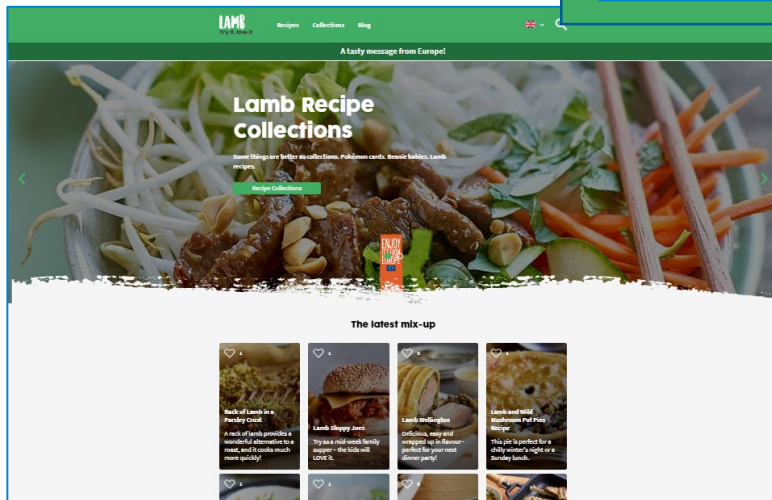 LAMB
Try it, love it
Recipes Collections Blog
A tasty message from Europe!
Lamb Recipe
Collections
Some things are better as collections. Pokémon cards. Beanie babies. Lamb
recipes.
Recipe Collections
ENJOY
EUROPE
The latest mix-up
1
Rack of Lamb in a
Parsley Crust
A rack of lamb provides a
wonderful alternative to a
roast, and it cooks much
more quickly!
1
Lamb Sloppy Joes
Try as a mid-week family
supper – the kids will
LOVE it.
Lamb Wellington
Delicious, easy and
wrapped up in flavour –
perfect for your next
dinner party!
1
Lamb and Wild
Mushroom Pot Pies
Recipe
This pie is perfect for a
chilly winter's night or a
Sunday lunch.